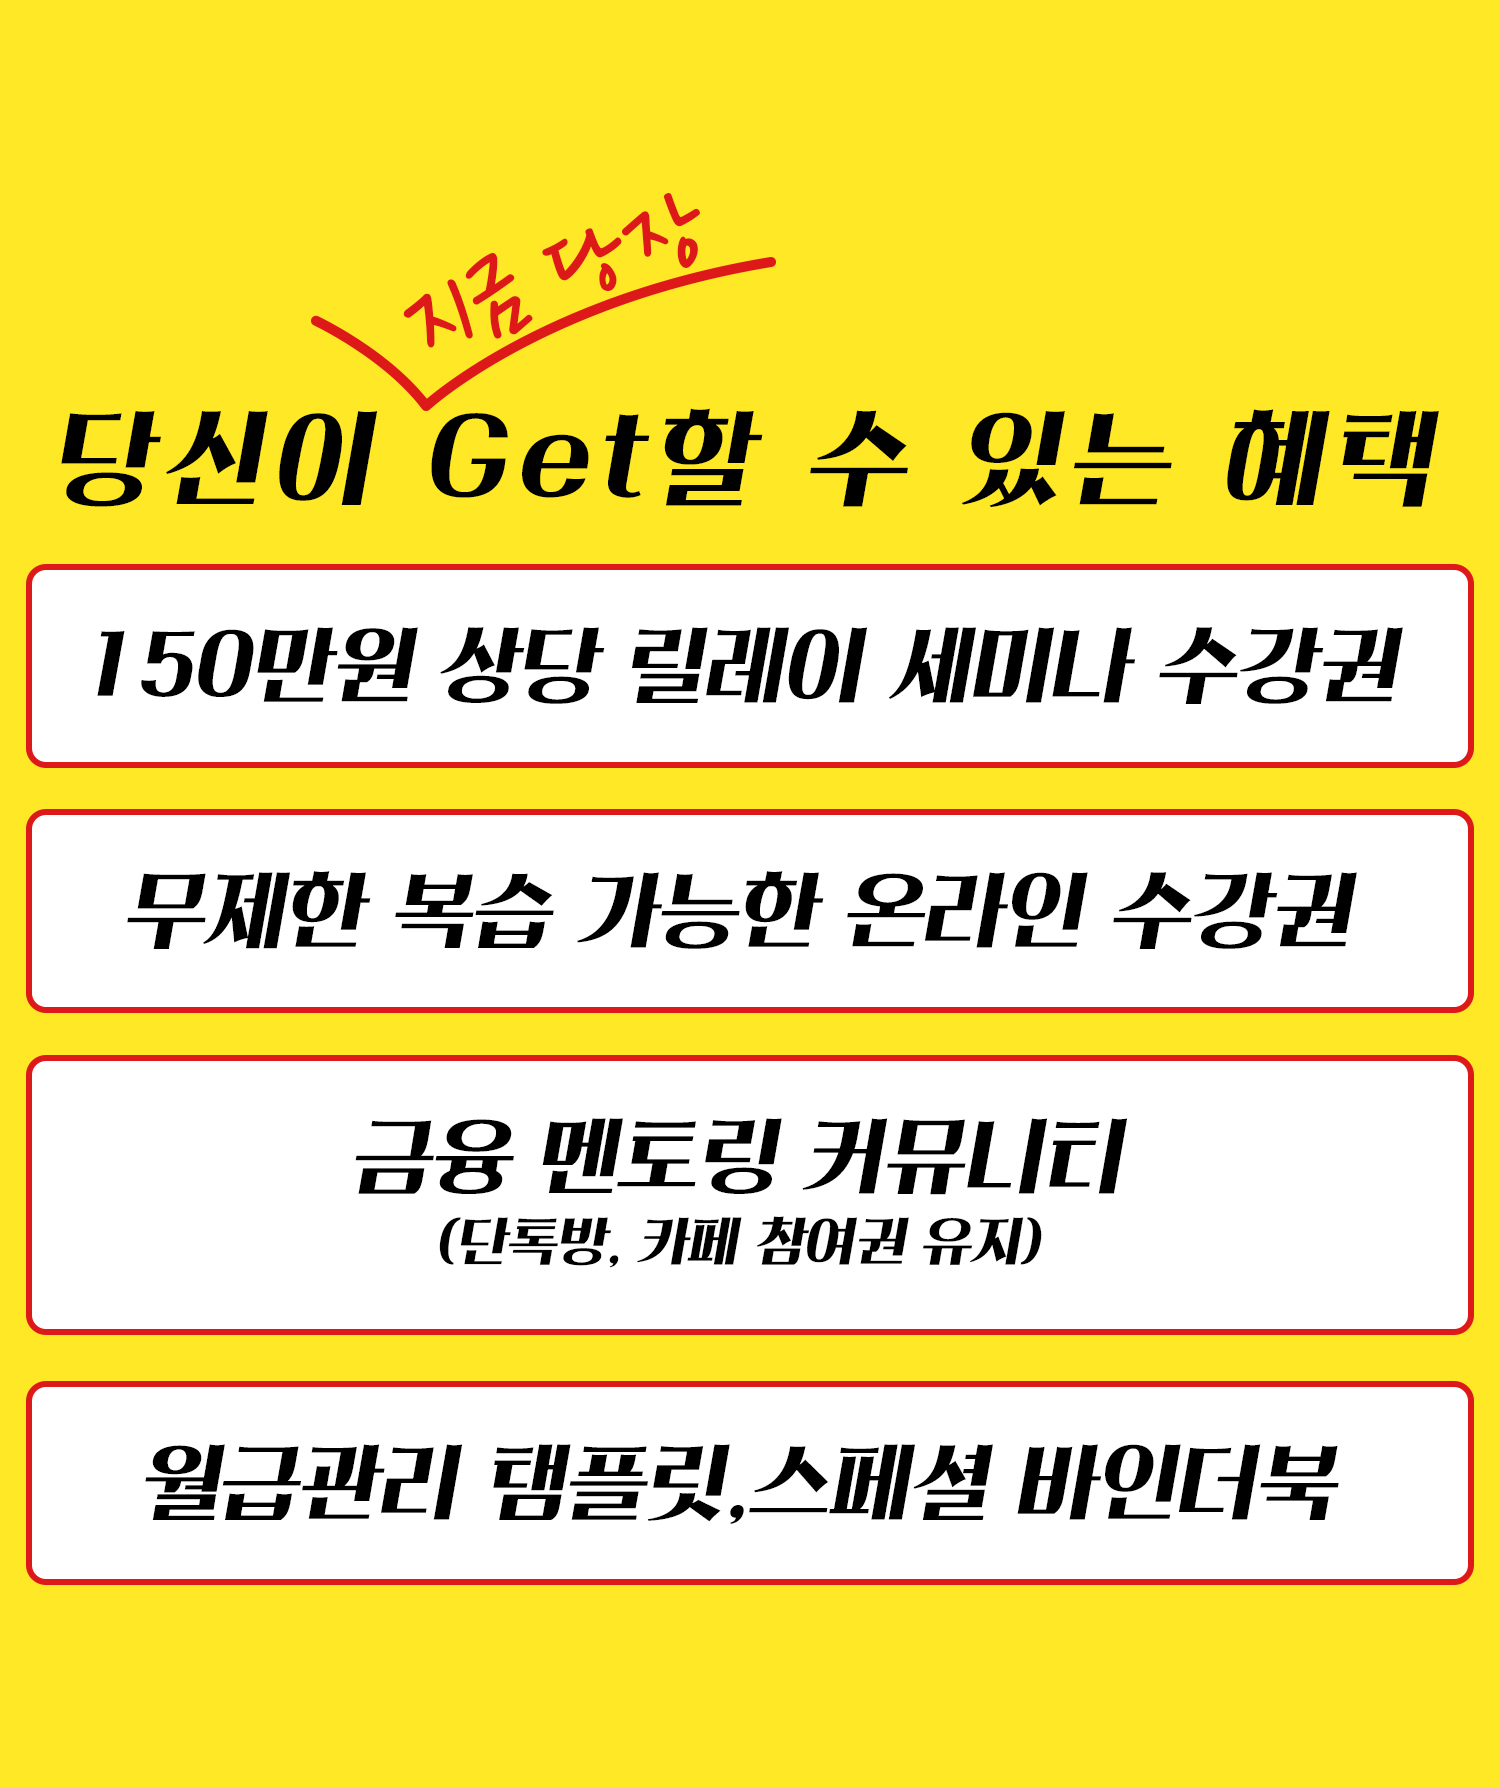 지금 당장
당신이 Get할 수 있는 혜택
150만원 상당 릴레이 세미나 수강권
무제한 복습 가능한 온라인 수강권
금융 멘토링 커뮤니티
(단톡방, 카페 참여권 유지)
월급관리 탬플릿,스페셜 바인더북